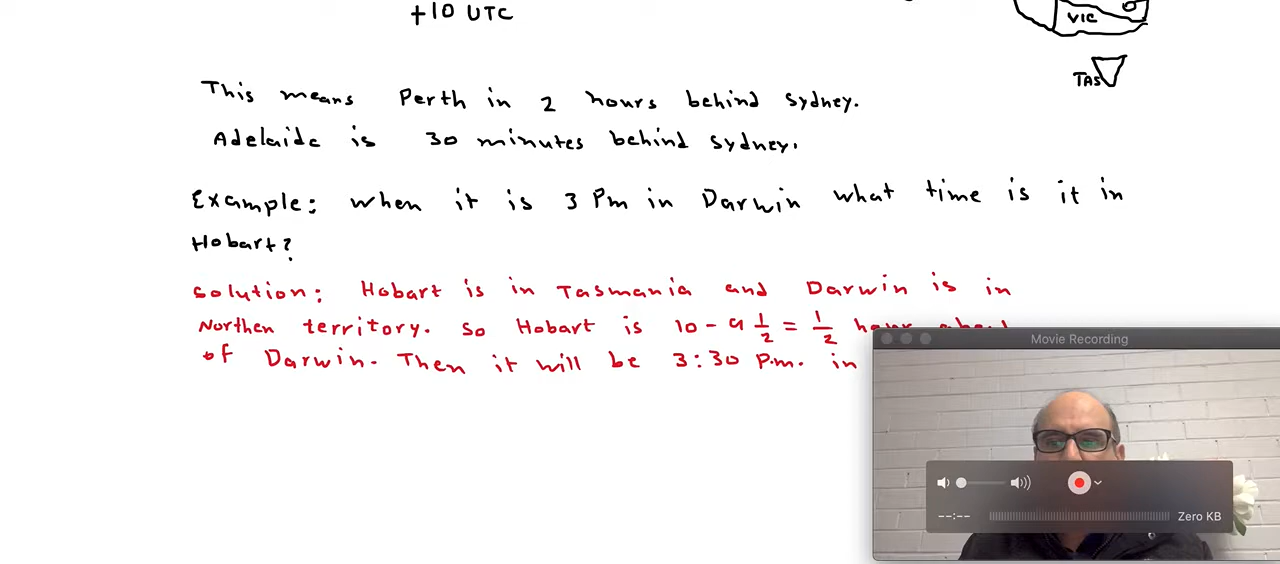 +10 UTC
VIC
TAS
This means Perth in 2 hours behind Sydney.
Adelaide is 30 minutes behind Sydney.
Example: when it is 3 Pm in Darwin what time is it in
Hobart?
Solution: Hobart is in Tasmania and Darwin is in
Northen territory. So Hobart is 10 - 9 1/2 = 1/2
of Darwin. Then it will be 3:30 P.m. in
Movie Recording
--:--
Zero KB